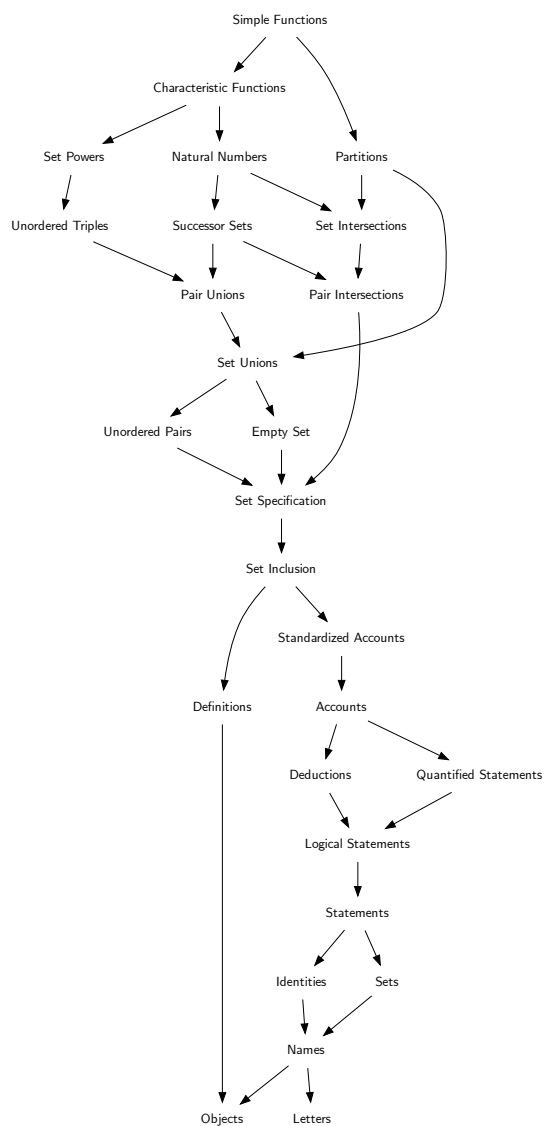 Simple Functions
Characteristic Functions
Set Powers
Natural Numbers
Partitions
Unordered Triples
Successor Sets
Set Intersections
Pair Unions
Pair Intersections
Set Unions
Unordered Pairs
Empty Set
Set Specification
Set Inclusion
Standardized Accounts
Definitions
Accounts
Deductions
Quantified Statements
Logical Statements
Statements
Identities
Sets
Names
Objects
Letters